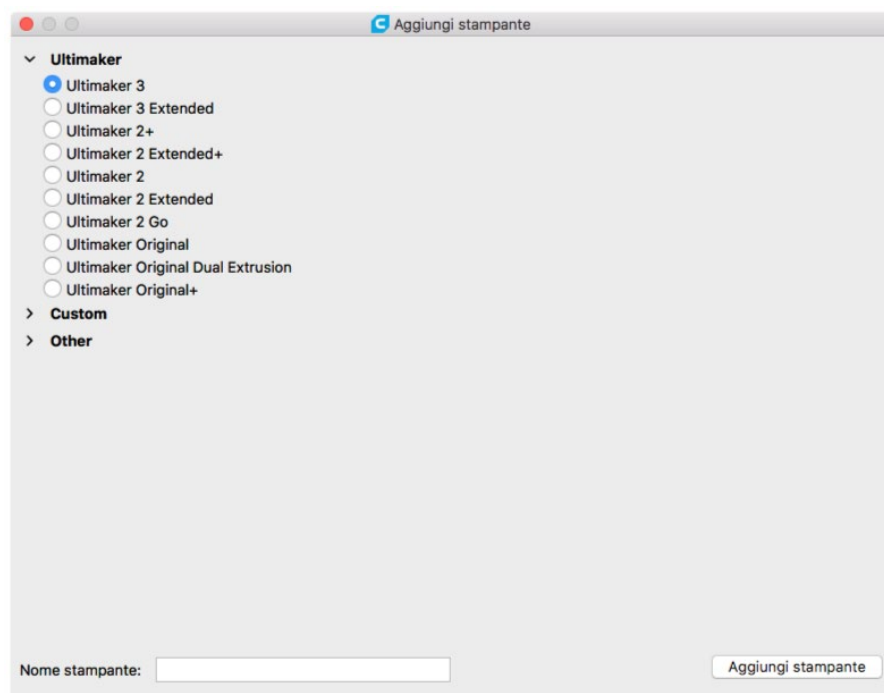 Aggiungi stampante
Ultimaker
Ultimaker 3
Ultimaker 3 Extended
Ultimaker 2+
Ultimaker 2 Extended+
Ultimaker 2
Ultimaker 2 Extended
Ultimaker 2 Go
Ultimaker Original
Ultimaker Original Dual Extrusion
Ultimaker Original+
Custom
Other
Nome stampante:
Aggiungi stampante